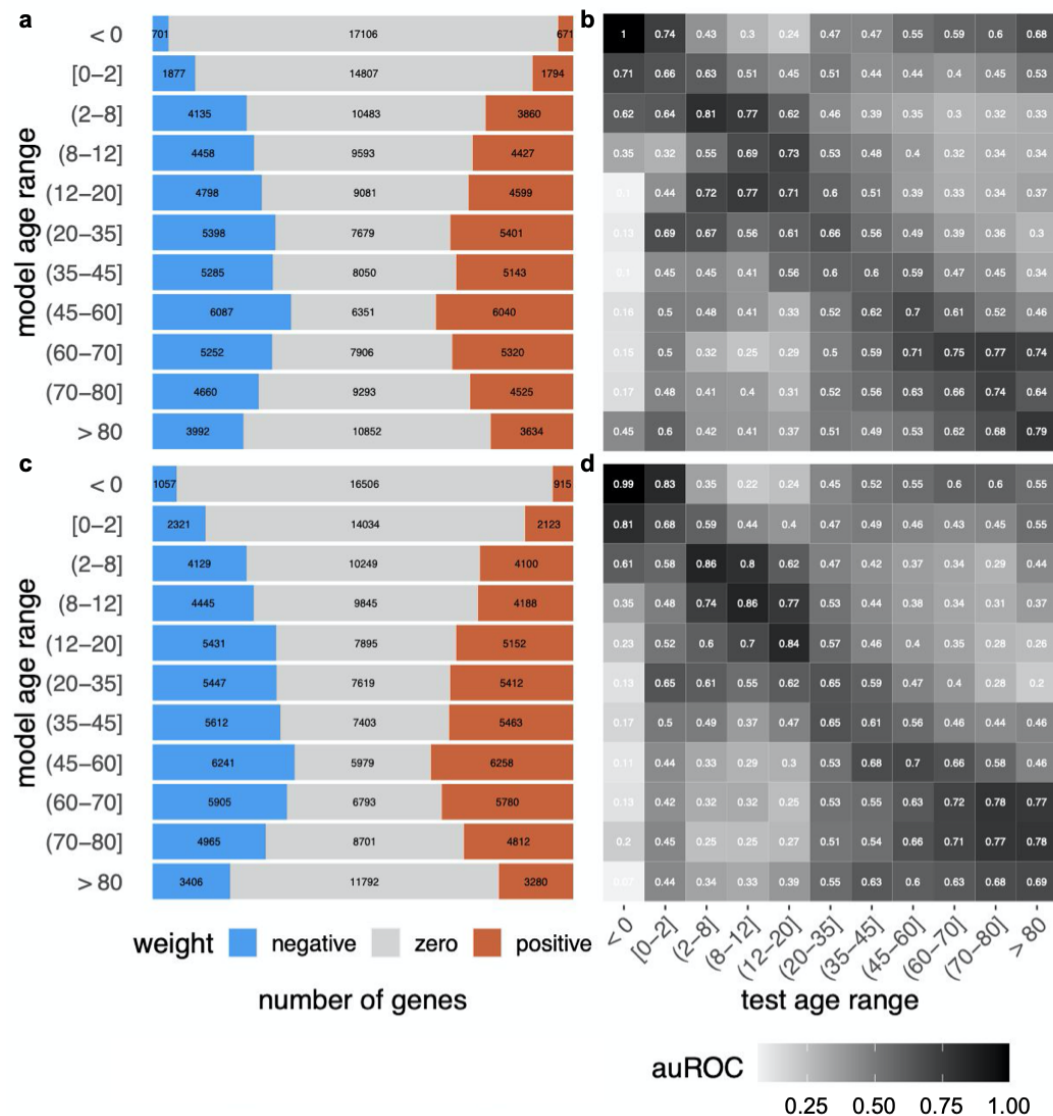 a b
< 0 701 17106 671 1 0.74 0.43 0.3 0.24 0.47 0.47 0.55 0.59 0.6 0.68
[0−2] 1877 14807 1794 0.71 0.66 0.63 0.51 0.45 0.51 0.44 0.44 0.4 0.45 0.53
(2−8] 4135 10483 3860 0.62 0.64 0.81 0.77 0.62 0.46 0.39 0.35 0.3 0.32 0.33
(8−12] 4458 9593 4427 0.35 0.32 0.55 0.69 0.73 0.53 0.48 0.4 0.32 0.34 0.34
(12−20] 4798 9081 4599 0.1 0.44 0.72 0.77 0.71 0.6 0.51 0.39 0.33 0.34 0.37
(20−35] 5398 7679 5401 0.13 0.69 0.67 0.56 0.61 0.66 0.56 0.49 0.39 0.36 0.3
(35−45] 5285 8050 5143 0.1 0.45 0.45 0.41 0.56 0.6 0.6 0.59 0.47 0.45 0.34
(45−60] 6087 6351 6040 0.16 0.5 0.48 0.41 0.33 0.52 0.62 0.7 0.61 0.52 0.46
(60−70] 5252 7906 5320 0.15 0.5 0.32 0.25 0.29 0.5 0.59 0.71 0.75 0.77 0.74
(70−80] 4660 9293 4525 0.17 0.48 0.41 0.4 0.31 0.52 0.56 0.63 0.66 0.74 0.64
> 80 3992 10852 3634 0.45 0.6 0.42 0.41 0.37 0.51 0.49 0.53 0.62 0.68 0.79
model age range
c d
< 0 1057 16506 915 0.99 0.83 0.35 0.22 0.24 0.45 0.52 0.55 0.6 0.6 0.55
[0−2] 2321 14034 2123 0.81 0.68 0.59 0.44 0.4 0.47 0.49 0.46 0.43 0.45 0.55
(2−8] 4129 10249 4100 0.61 0.58 0.86 0.8 0.62 0.47 0.42 0.37 0.34 0.29 0.44
(8−12] 4445 9845 4188 0.35 0.48 0.74 0.86 0.77 0.53 0.44 0.38 0.34 0.31 0.37
(12−20] 5431 7895 5152 0.23 0.52 0.6 0.7 0.84 0.57 0.46 0.4 0.35 0.28 0.26
(20−35] 5447 7619 5412 0.13 0.65 0.61 0.55 0.62 0.65 0.59 0.47 0.4 0.28 0.2
(35−45] 5612 7403 5463 0.17 0.5 0.49 0.37 0.47 0.65 0.61 0.56 0.46 0.44 0.46
(45−60] 6241 5979 6258 0.11 0.44 0.33 0.29 0.3 0.53 0.68 0.7 0.66 0.58 0.46
(60−70] 5905 6793 5780 0.13 0.42 0.32 0.32 0.25 0.53 0.55 0.63 0.72 0.78 0.77
(70−80] 4965 8701 4812 0.2 0.45 0.25 0.25 0.27 0.51 0.54 0.66 0.71 0.77 0.78
> 80 3406 11792 3280 0.07 0.44 0.34 0.33 0.39 0.55 0.63 0.6 0.63 0.68 0.69
model age range
< 0 [0−2] (2−8] (8−12] (12−20] (20−35] (35−45] (45−60] (60−70] (70−80] > 80
weight negative zero positive
number of genes test age range
auROC
0.25 0.50 0.75 1.00